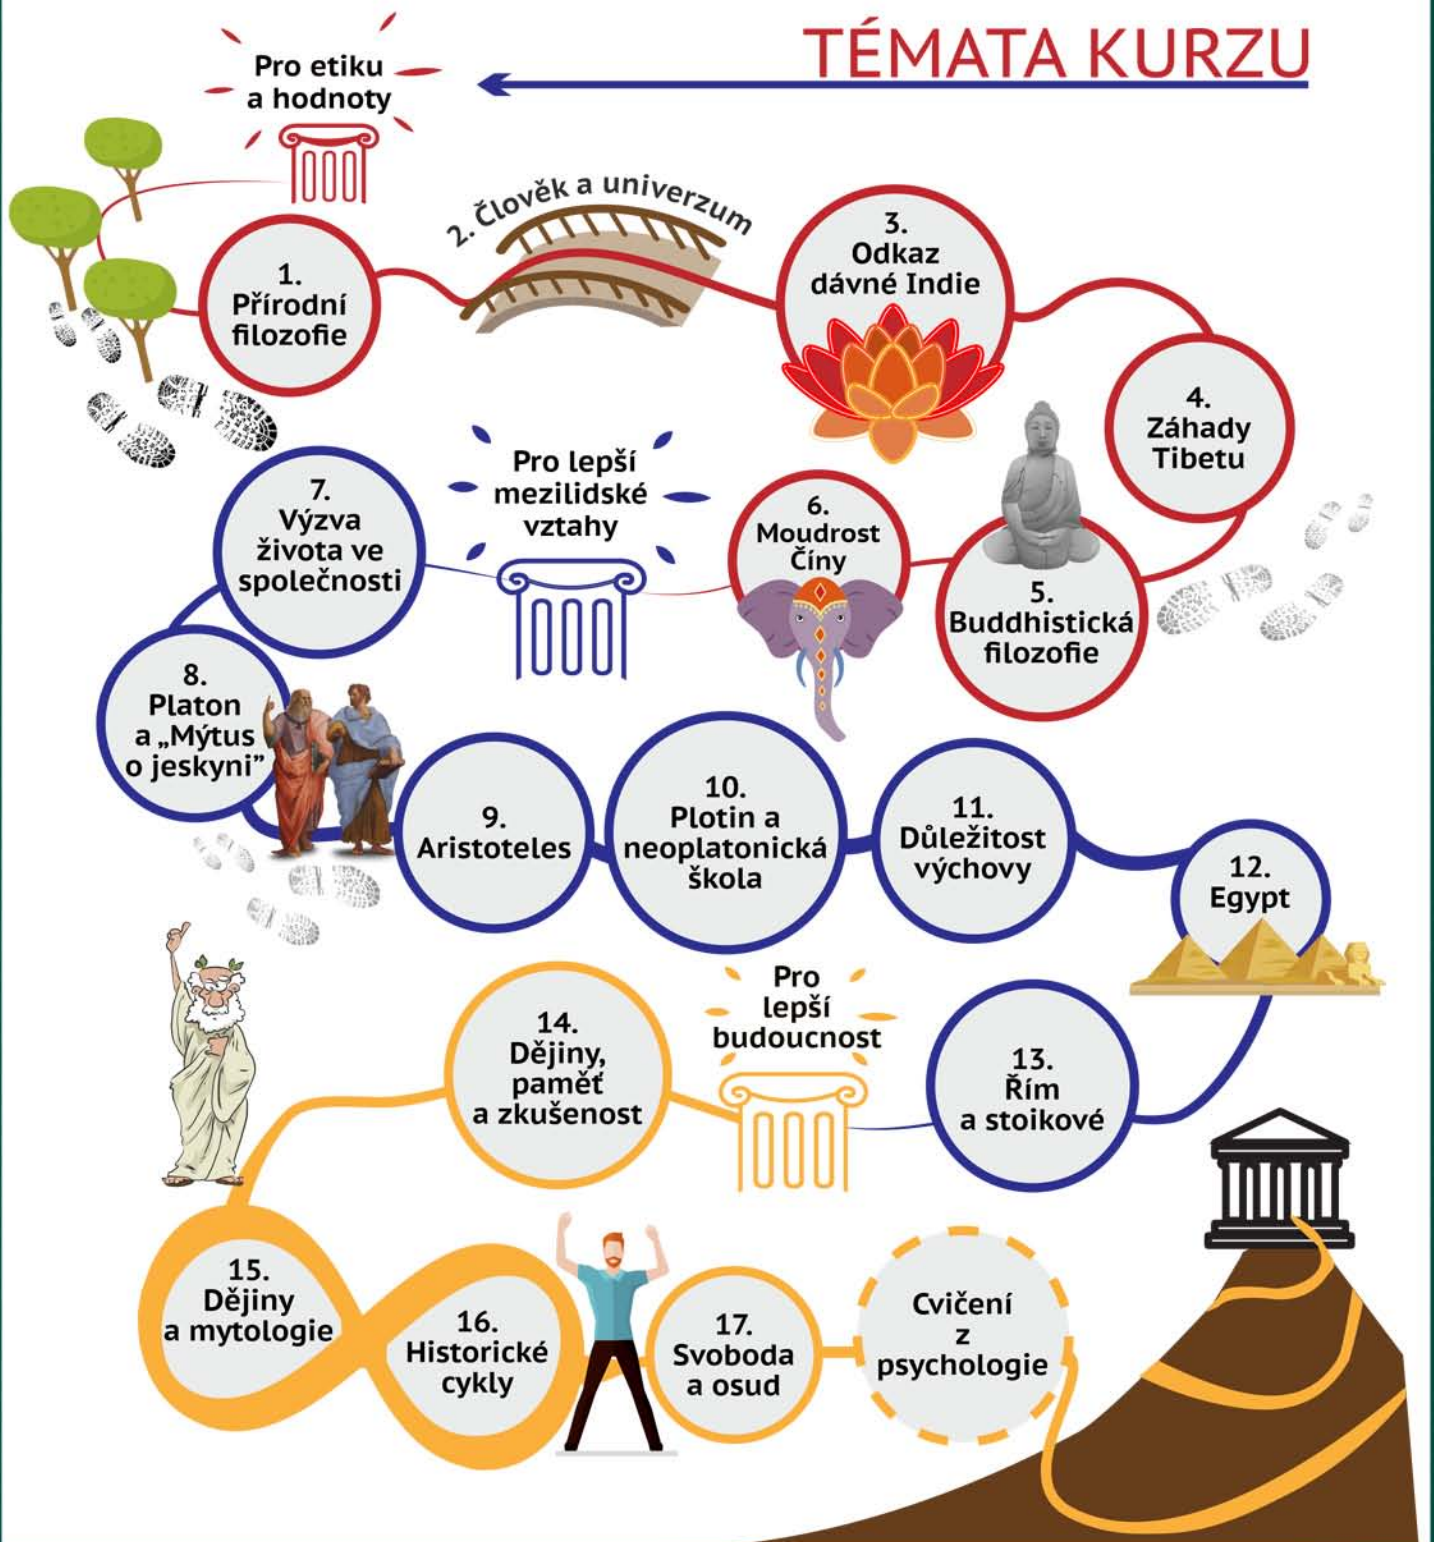 TÉMATA KURZU
Pro etiku
a hodnoty
1.
Přírodní
filozofie
2. Člověk a univerzum
3.
Odkaz
dávné Indie
4.
Záhady
Tibetu
5.
Buddhistická
filozofie
6.
Moudrost
Číny
Pro lepší
mezilidské
vztahy
7.
Výzva
života ve
společnosti
8.
Platon
a „Mýtus
o jeskyni”
9.
Aristoteles
10.
Plotin a
neoplatonická
škola
11.
Důležitost
výchovy
12.
Egypt
13.
Řím
a stoikové
Pro
lepší
budoucnost
14.
Dějiny,
paměť
a zkušenost
15.
Dějiny
a mytologie
16.
Historické
cykly
17.
Svoboda
a osud
Cvičení
z
psychologie